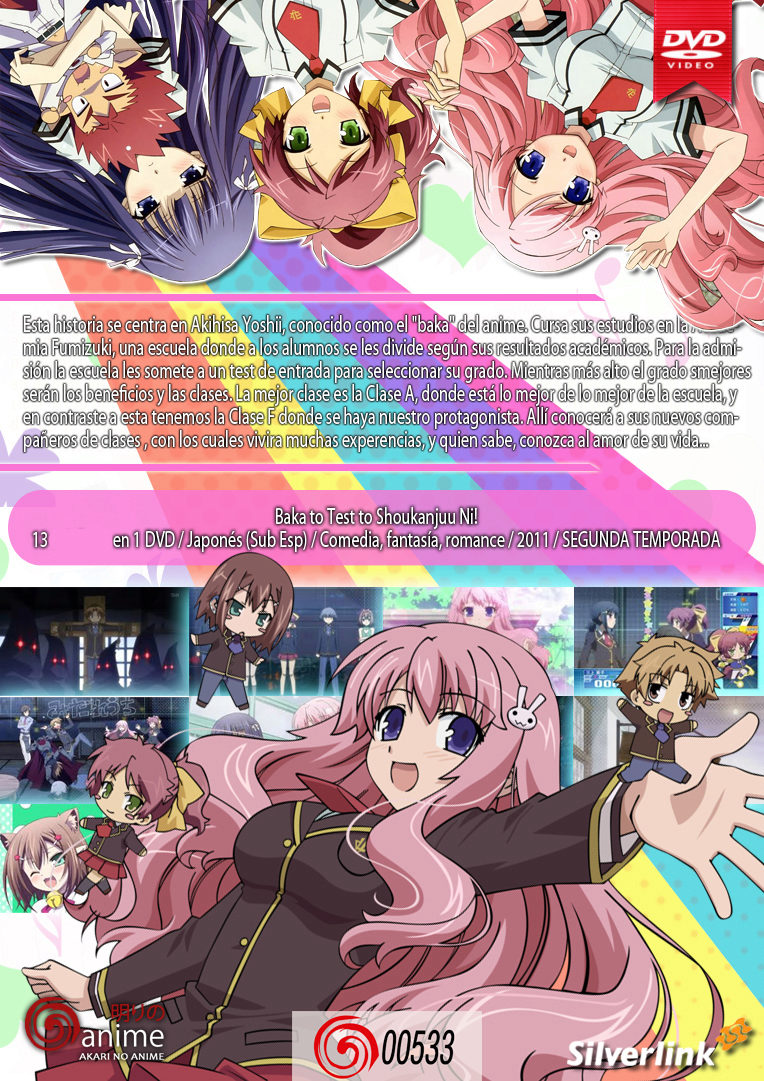 DVD
VIDEO
Esta historia se centra en Akihisa Yoshii, conocido como el "baka" del anime. Cursa sus estudios en la
mia Fumizuki, una escuela donde a los alumnos se les divide según sus resultados académicos. Para la admi-
sión la escuela les somete a un test de entrada para seleccionar su grado. Mientras más alto el grado smejores
serán los beneficios y las clases. La mejor clase es la Clase A, donde está lo mejor de lo mejor de la escuela, y
en contraste a esta tenemos la Clase F donde se haya nuestro protagonista. Allí conocerá a sus nuevos com-
pañeros de clases , con los cuales vivira muchas experencias, y quien sabe, conozca al amor de su vida...
Baka to Test to Shoukanjuu Ni!
13 en 1 DVD / Japonés (Sub Esp) / Comedia, fantasía, romance / 2011 / SEGUNDA TEMPORADA
明りの
anime
AKARI NO ANIME
00533
Silverlink